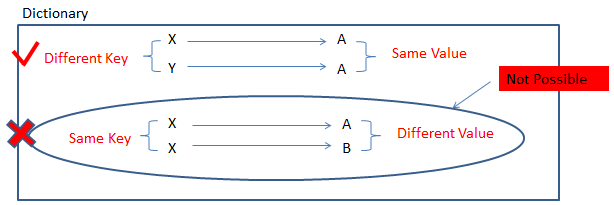 Dictionary
Different Key
X
A
Y
A
Same Value
Not Possible
Same Key
X
A
X
B
Different Value